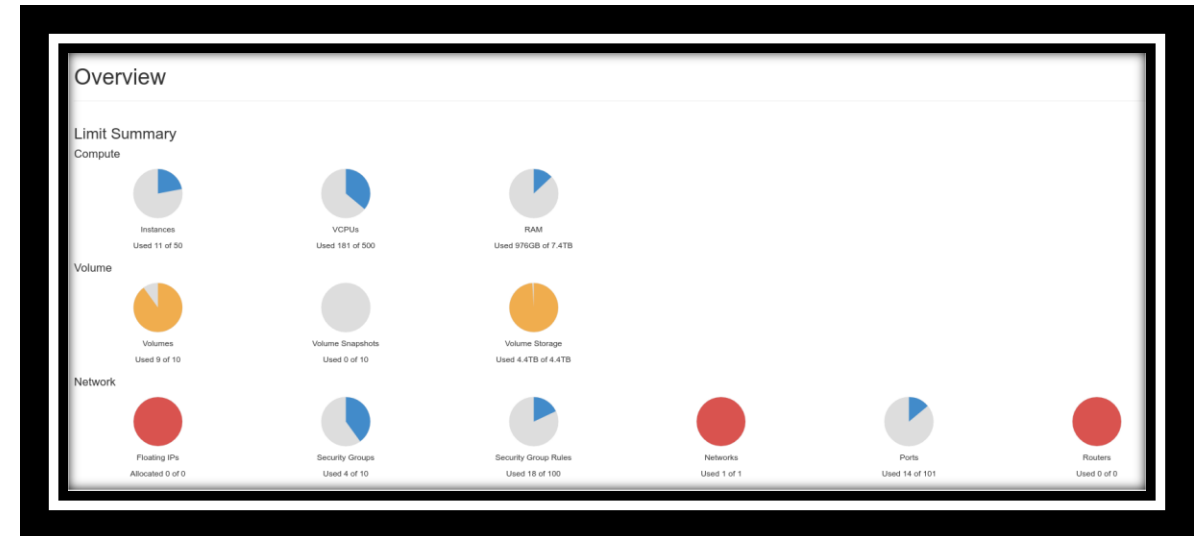 Overview
Limit Summary
Compute
Instances
Used 11 of 50
VCPUs
Used 181 of 500
RAM
Used 976GB of 7.4TB
Volume
Volumes
Used 9 of 10
Volume Snapshots
Used 0 of 10
Volume Storage
Used 4.4TB of 4.4TB
Network
Floating IPs
Allocated 0 of 0
Security Groups
Used 4 of 10
Security Group Rules
Used 18 of 100
Networks
Used 1 of 1
Ports
Used 14 of 101
Routers
Used 0 of 0